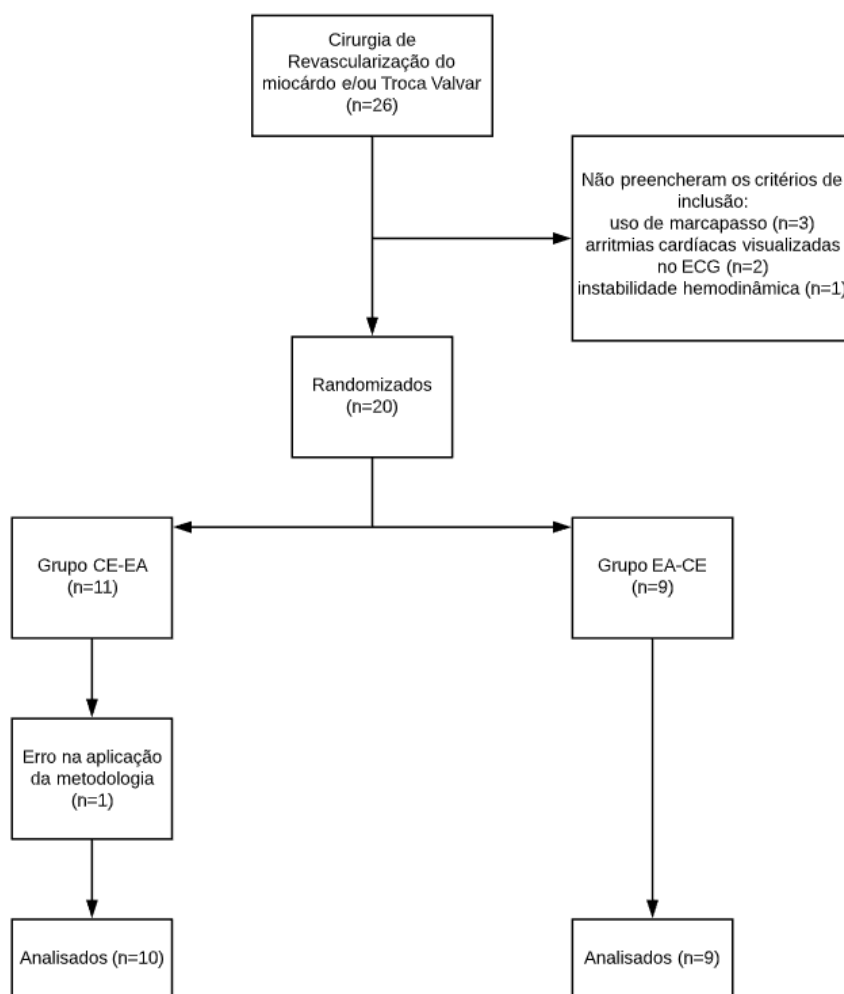 Cirurgia de
Revascularização do
miocárdo e/ou Troca Valvar
(n=26)
Não preencheram os critérios de
inclusão:
uso de marcapasso (n=3)
arritmias cardíacas visualizadas
no ECG (n=2)
instabilidade hemodinâmica (n=1)
Randomizados
(n=20)
Grupo CE-EA
(n=11)
Grupo EA-CE
(n=9)
Erro na aplicação
da metodologia
(n=1)
Analisados (n=10)
Analisados (n=9)